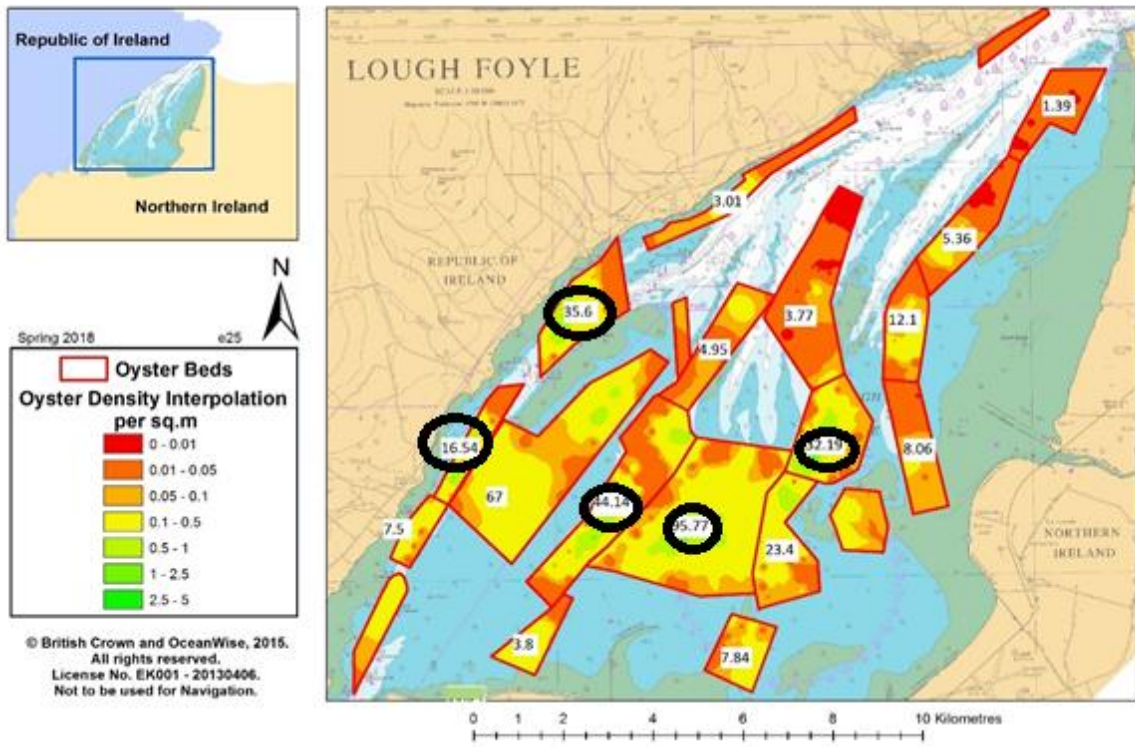 Republic of Ireland
Northern Ireland
N
Spring 2018 e25
Oyster Beds
Oyster Density Interpolation
per sq.m
0 - 0.01
0.01 - 0.05
0.05 - 0.1
0.1 - 0.5
0.5 - 1
1 - 2.5
2.5 - 5
© British Crown and OceanWise, 2015.
All rights reserved.
License No. EK001 - 20130406.
Not to be used for Navigation.
LOUGH FOYLE
REPUBLIC OF
IRELAND
NORTHERN
IRELAND
1.39
3.01
5.36
35.6
3.77
12.1
4.95
16.54
32.19
8.06
67
44.14
95.77
7.5
23.4
3.8
7.84
0 1 2 4 6 8 10 Kilometres